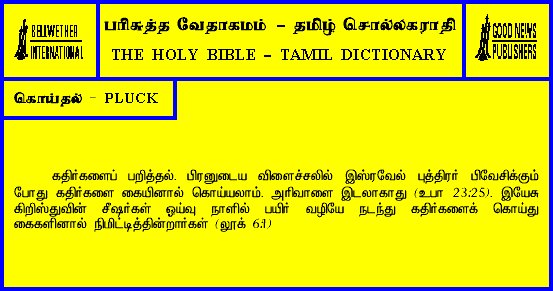 BELLWETHER
INTERNATIONAL
பரிசுத்த வேதாகமம் – தமிழ் சொல்லகராதி
THE HOLY BIBLE – TAMIL DICTIONARY
GOOD NEWS
PUBLISHERS
கொய்தல் - PLUCK
கதிர்களைப் பறித்தல். பிரனுடைய விளைச்சலில் இஸ்ரவேல் புத்திரர் பிவேசிக்கும்
போது கதிர்களை கையினால் கொய்யலாம். அரிவாளை இடலாகாது (உபா 23:25). இயேசு
கிறிஸ்துவின் சீஷர்கள் ஓய்வு நாளில் பயிர் வழியே நடந்து கதிர்களைக் கொய்து
கைகளினால் நிமிட்டித்தின்றார்கள் (லூக் 6:1)